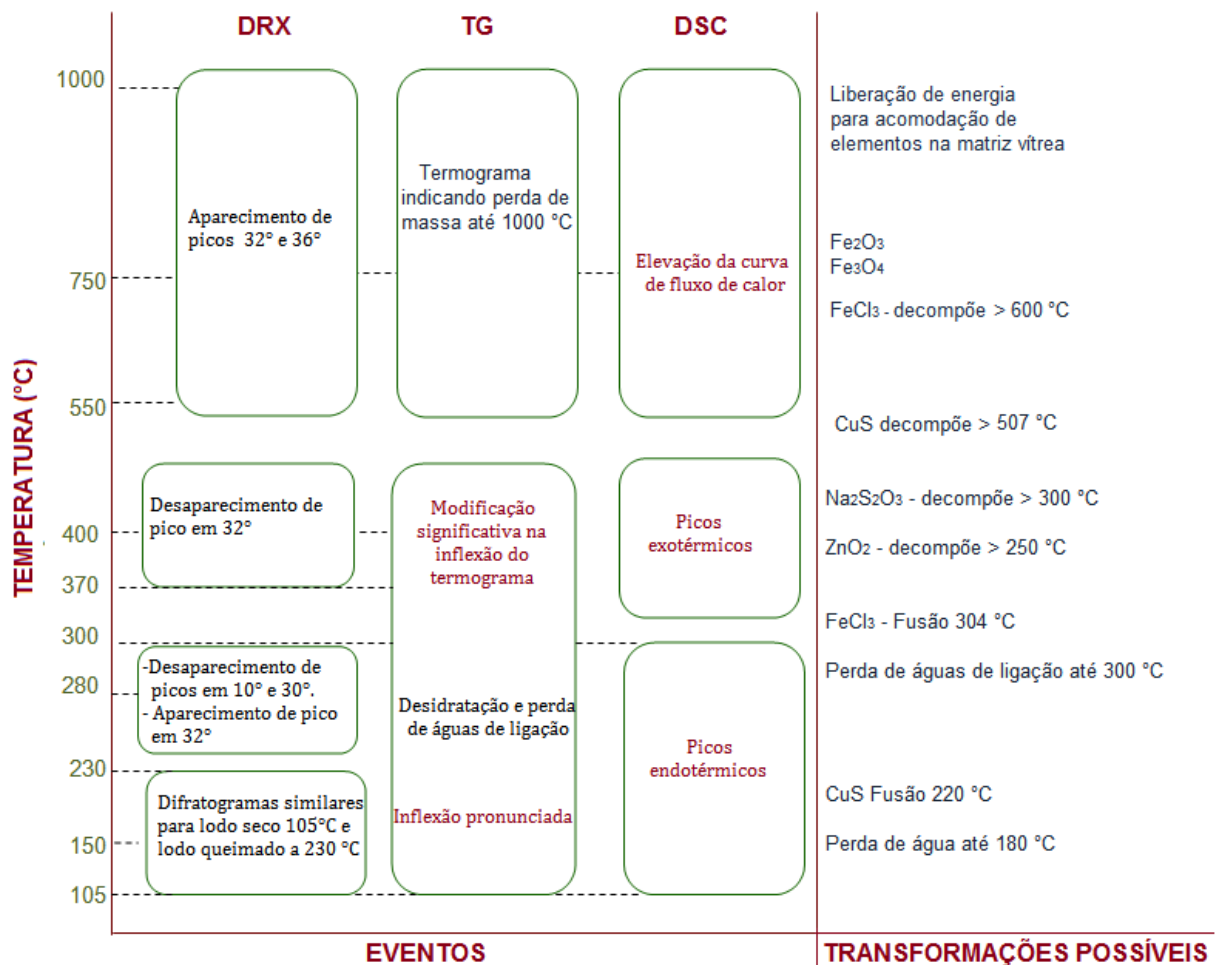 DRX
TG
DSC
TEMPERATURA (°C)
1000
750
550
400
370
300
280
230
150
105
Aparecimento de
picos 32° e 36°
Desaparecimento de
pico em 32°
-Desaparecimento de
picos em 10° e 30°.
- Aparecimento de pico
em 32°
Difratogramas similares
para lodo seco 105°C e
lodo queimado a 230 °C
Termograma
indicando perda de
massa até 1000 °C
Modificação
significativa na
inflexão do
termograma
Desidratação e perda
de águas de ligação
Inflexão pronunciada
Elevação da curva
de fluxo de calor
Picos
exotérmicos
Picos
endotérmicos
Liberação de energia
para acomodação de
elementos na matriz vítrea
Fe2O3
Fe3O4
FeCl3 - decompõe > 600 °C
CuS decompõe > 507 °C
Na2S2O3 - decompõe > 300 °C
ZnO2 - decompõe > 250 °C
FeCl3 - Fusão 304 °C
Perda de águas de ligação até 300 °C
CuS Fusão 220 °C
Perda de água até 180 °C
EVENTOS
TRANSFORMAÇÕES POSSÍVEIS